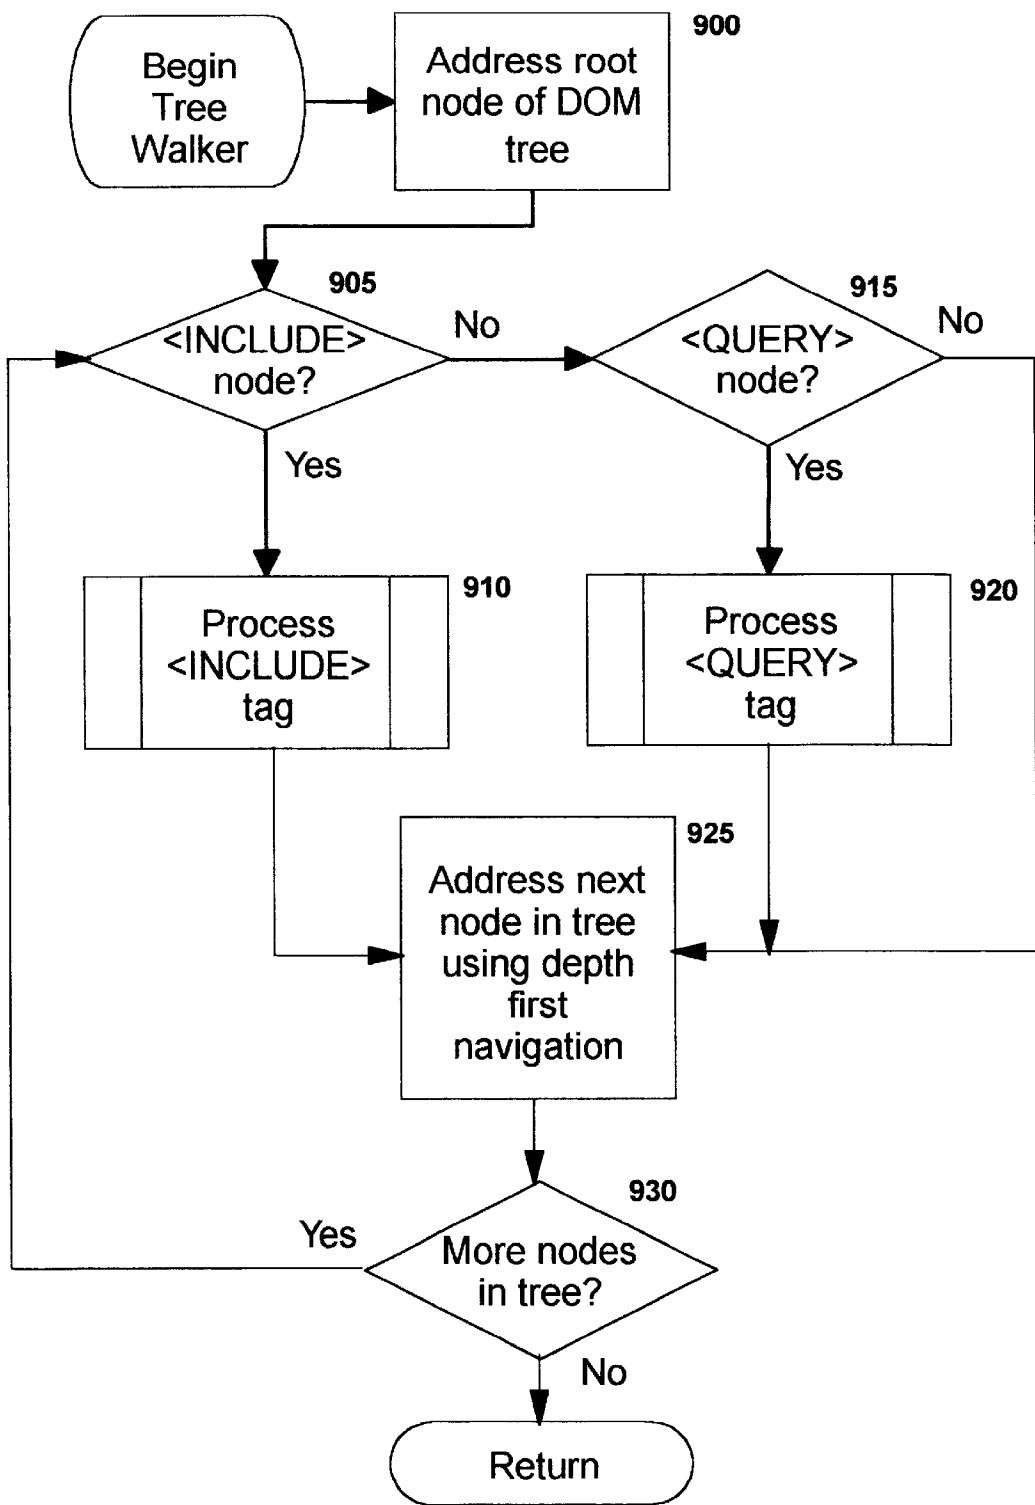 900
Begin
Tree
Walker
Address root
node of DOM
tree
905
<INCLUDE>
node?
No
915
<QUERY>
node?
No
Yes
Yes
910
Process
<INCLUDE>
tag
920
Process
<QUERY>
tag
925
Address next
node in tree
using depth
first
navigation
930
Yes
More nodes
in tree?
No
Return